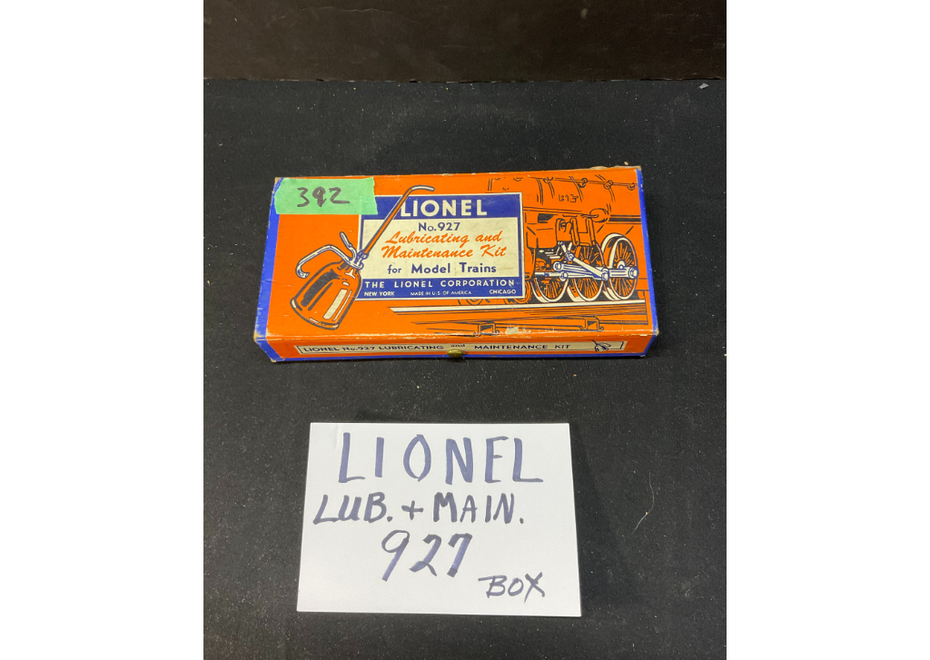 392
LIONEL
No. 927
Lubricating and
Maintenance Kit
for Model Trains
THE LIONEL CORPORATION
NEW YORK MADE IN U.S. OF AMERICA CHICAGO
LIONEL No. 927 LUBRICATING and MAINTENANCE KIT
LIONEL
LUB. + MAIN.
927
BOX